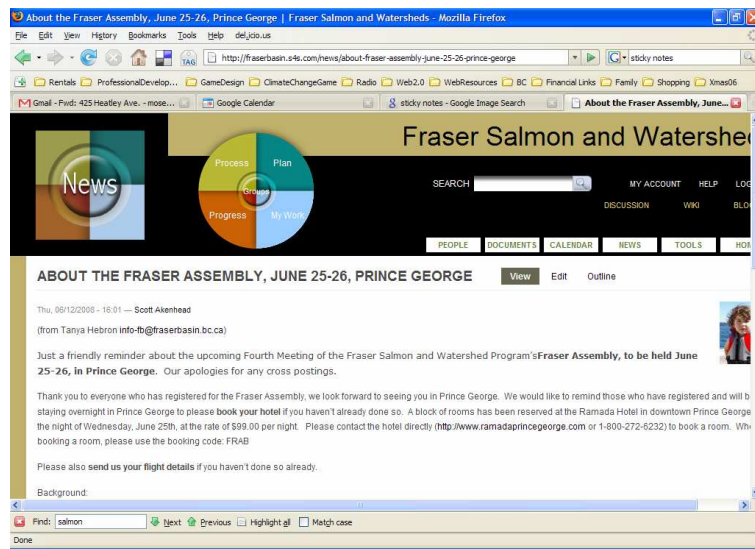 About the Fraser Assembly, June 25-26, Prince George | Fraser Salmon and Watersheds - Mozilla Firefox
File Edit View History Bookmarks Tools Help del.icio.us
TAG http://fraserbasin.s4s.com/news/about-fraser-assembly-june-25-26-prince-george G sticky notes
Rentals ProfessionalDevelop... GameDesign ClimateChangeGame Radio Web2.0 WebResources BC Financial Links Family Shopping Xmas06
Gmail - Fwd: 425 Heatley Ave. - mose... Google Calendar sticky notes - Google Image Search About the Fraser Assembly, June...
Fraser Salmon and Watershe
News
Process Plan
Groups
Progress My Work
SEARCH MY ACCOUNT HELP LOG
DISCUSSION WIKI BLO
PEOPLE DOCUMENTS CALENDAR NEWS TOOLS HOM
ABOUT THE FRASER ASSEMBLY, JUNE 25-26, PRINCE GEORGE View Edit Outline
Thu, 06/12/2008 - 16:01 — Scott Akenhead
(from Tanya Hebron info-fb@fraserbasin.bc.ca)
Just a friendly reminder about the upcoming Fourth Meeting of the Fraser Salmon and Watershed Program'sFraser Assembly, to be held June
25-26, in Prince George. Our apologies for any cross postings.
Thank you to everyone who has registered for the Fraser Assembly, we look forward to seeing you in Prince George. We would like to remind those who have registered and will b
staying overnight in Prince George to please book your hotel if you haven't already done so. A block of rooms has been reserved at the Ramada Hotel in downtown Prince George
the night of Wednesday, June 25th, at the rate of $99.00 per night. Please contact the hotel directly (http://www.ramadaprincegeorge.com or 1-800-272-6232) to book a room. Whe
booking a room, please use the booking code: FRAB
Please also send us your flight details if you haven't done so already.
Background:
Find: salmon Next Previous Highlight all Match case
Done